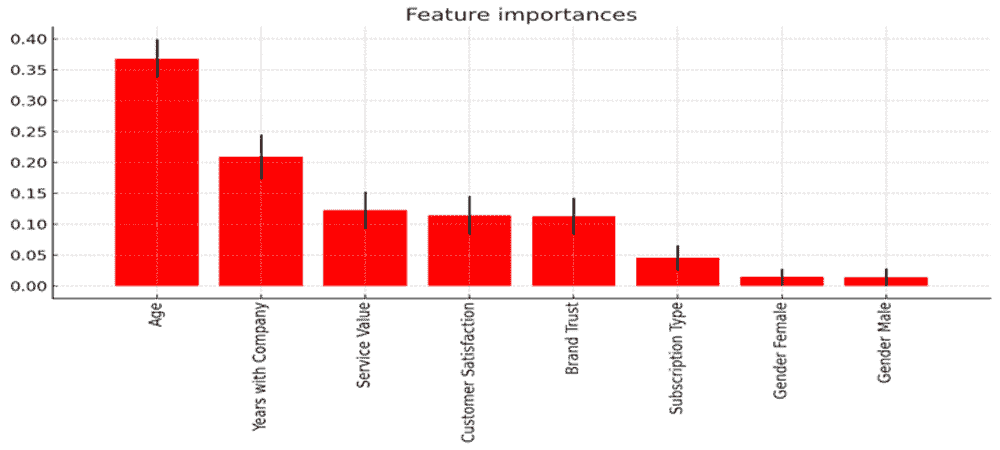 Feature importances
0.40
0.35
0.30
0.25
0.20
0.15
0.10
0.05
0.00
Age
Years with Company
Service Value
Customer Satisfaction
Brand Trust
Subscription Type
Gender Female
Gender Male